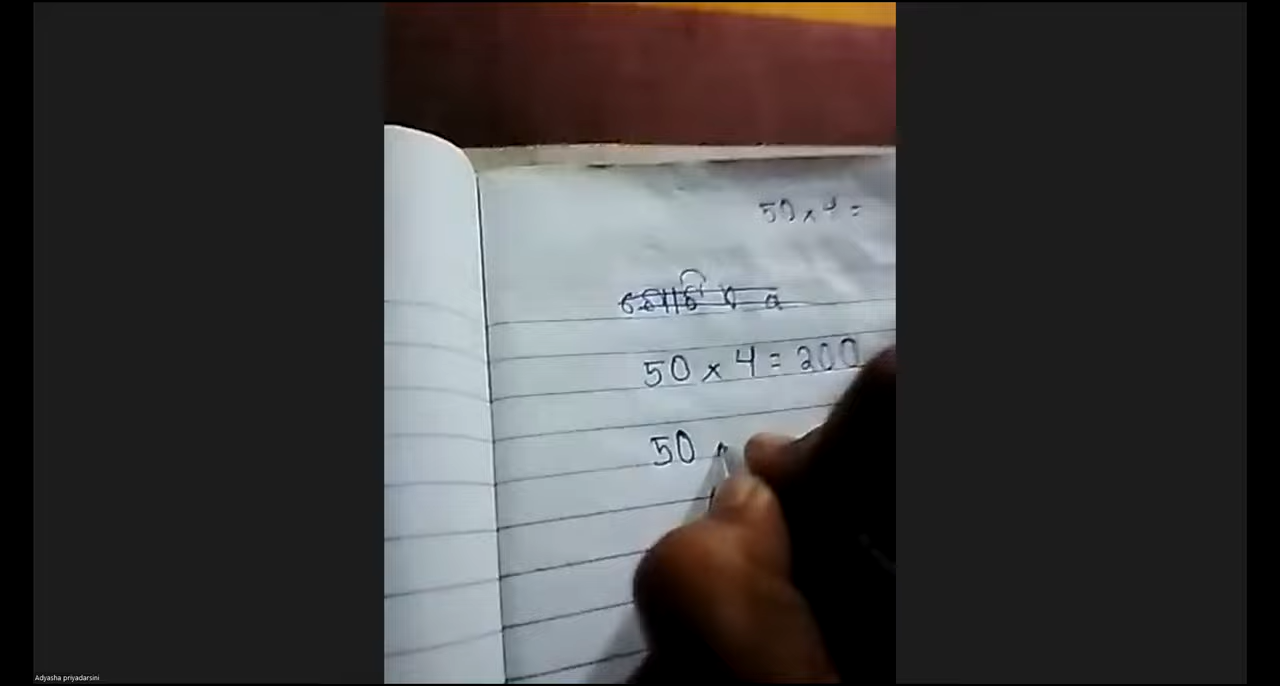 50 x 4 =
50 x 4 = 200
50
Adyasha priyadarsini